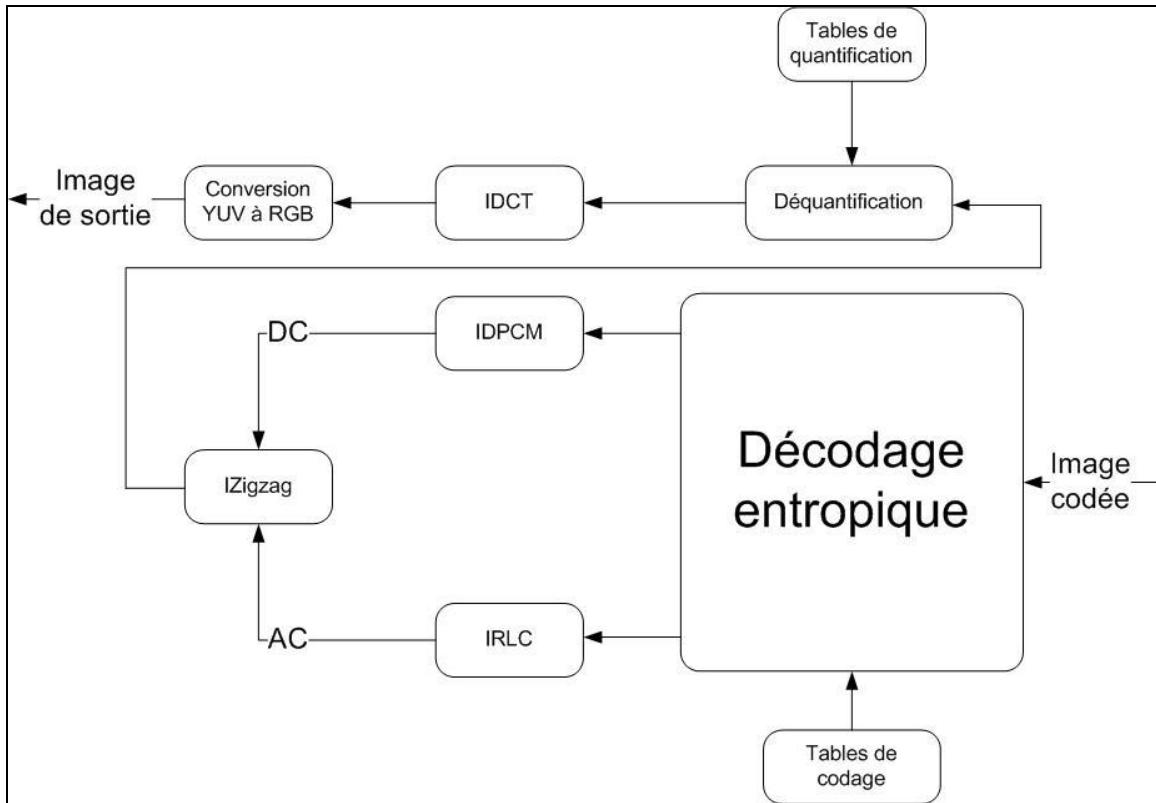 Tables de
quantification
Image
de sortie
Conversion
YUV à RGB
IDCT
Déquantification
DC
IDPCM
Décodage
entropique
Image
codée
IZigzag
AC
IRLC
Tables de
codage